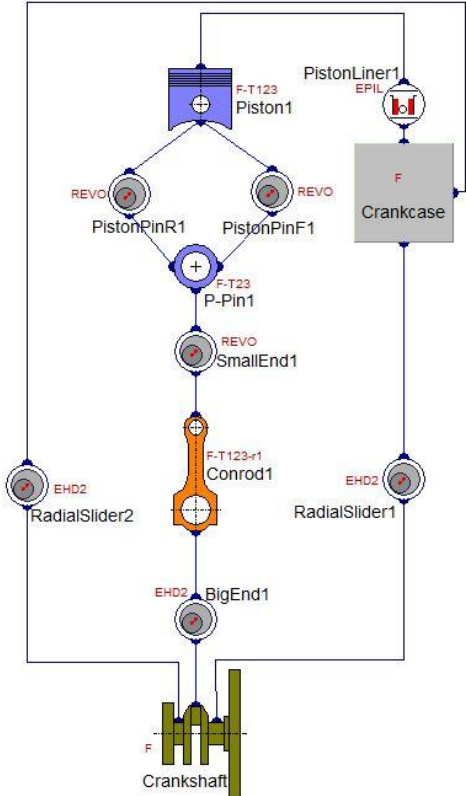 PistonLiner1
EPIL
F-T123
Piston1
F
Crankcase
REVO
PistonPinR1
REVO
PistonPinF1
F-T23
P-Pin1
REVO
SmallEnd1
F-T123-r1
Conrod1
EHD2
RadialSlider2
EHD2
RadialSlider1
EHD2
BigEnd1
F
Crankshaft